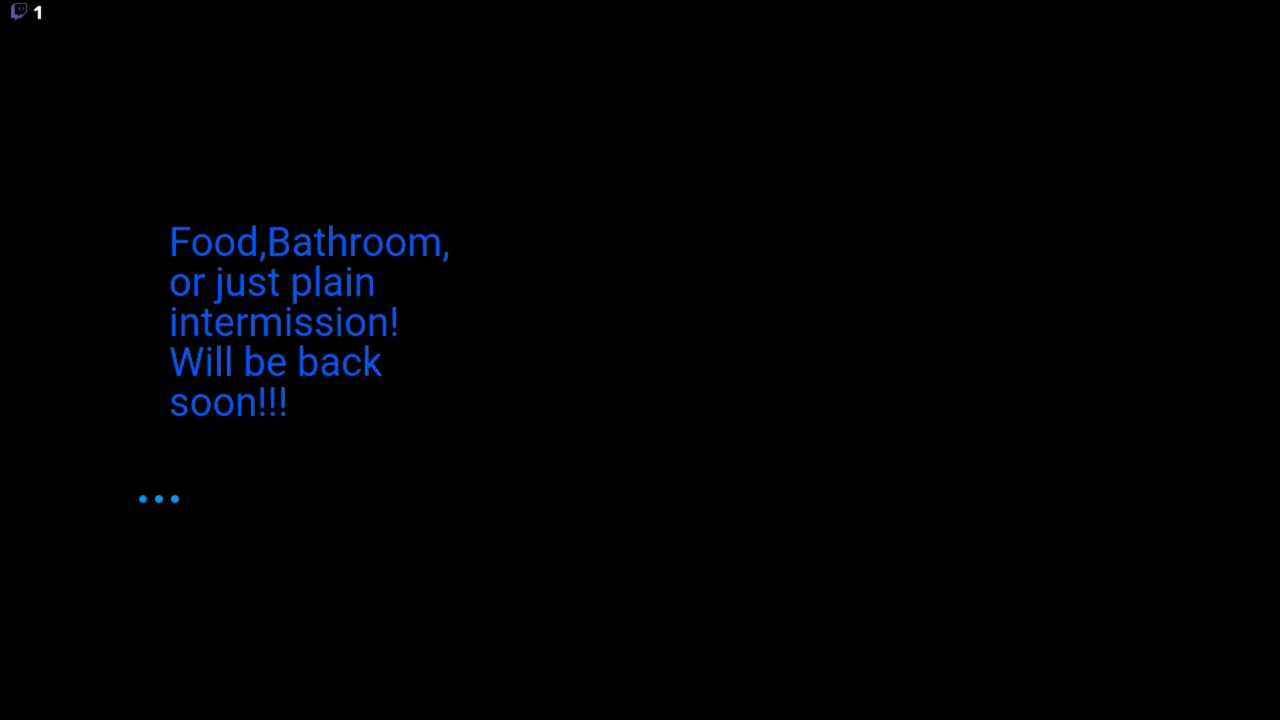 1
Food,Bathroom,
or just plain
intermission!
Will be back
soon!!!
...